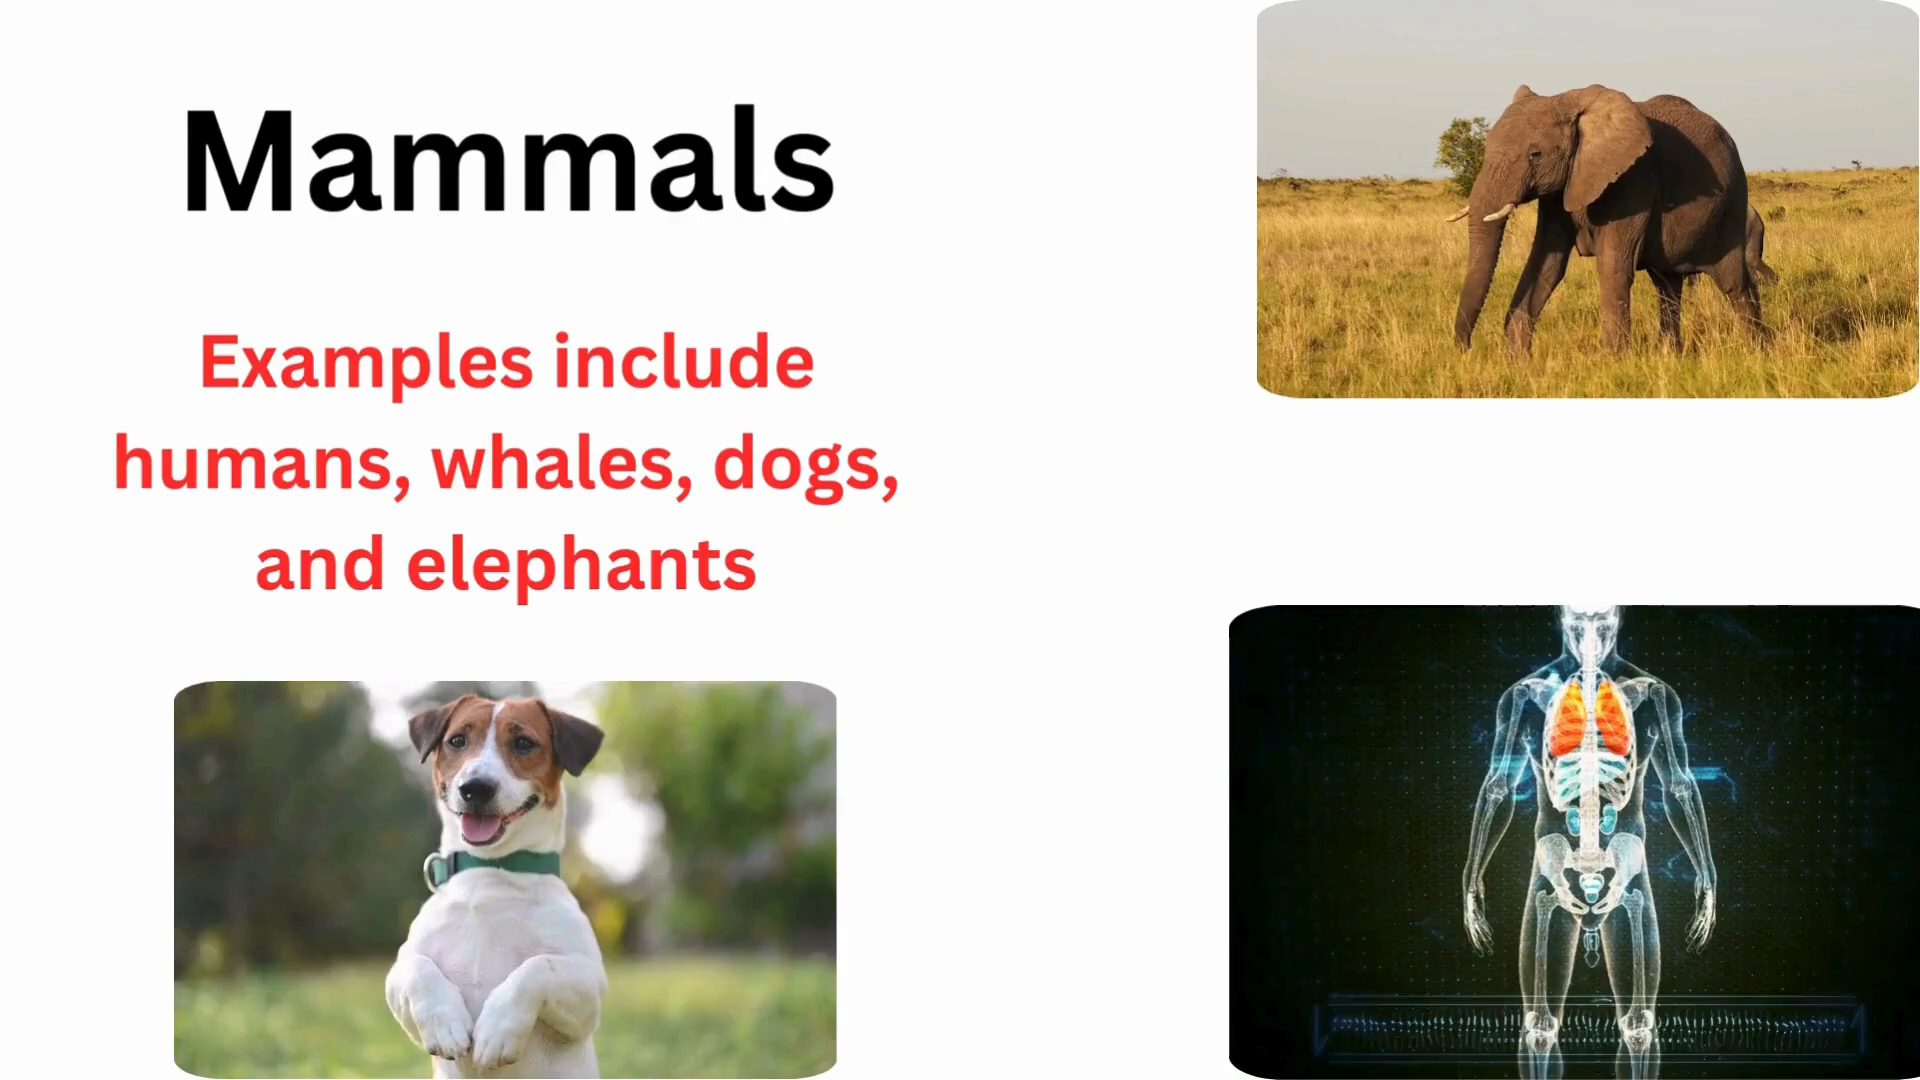 Mammals
Examples include
humans, whales, dogs,
and elephants